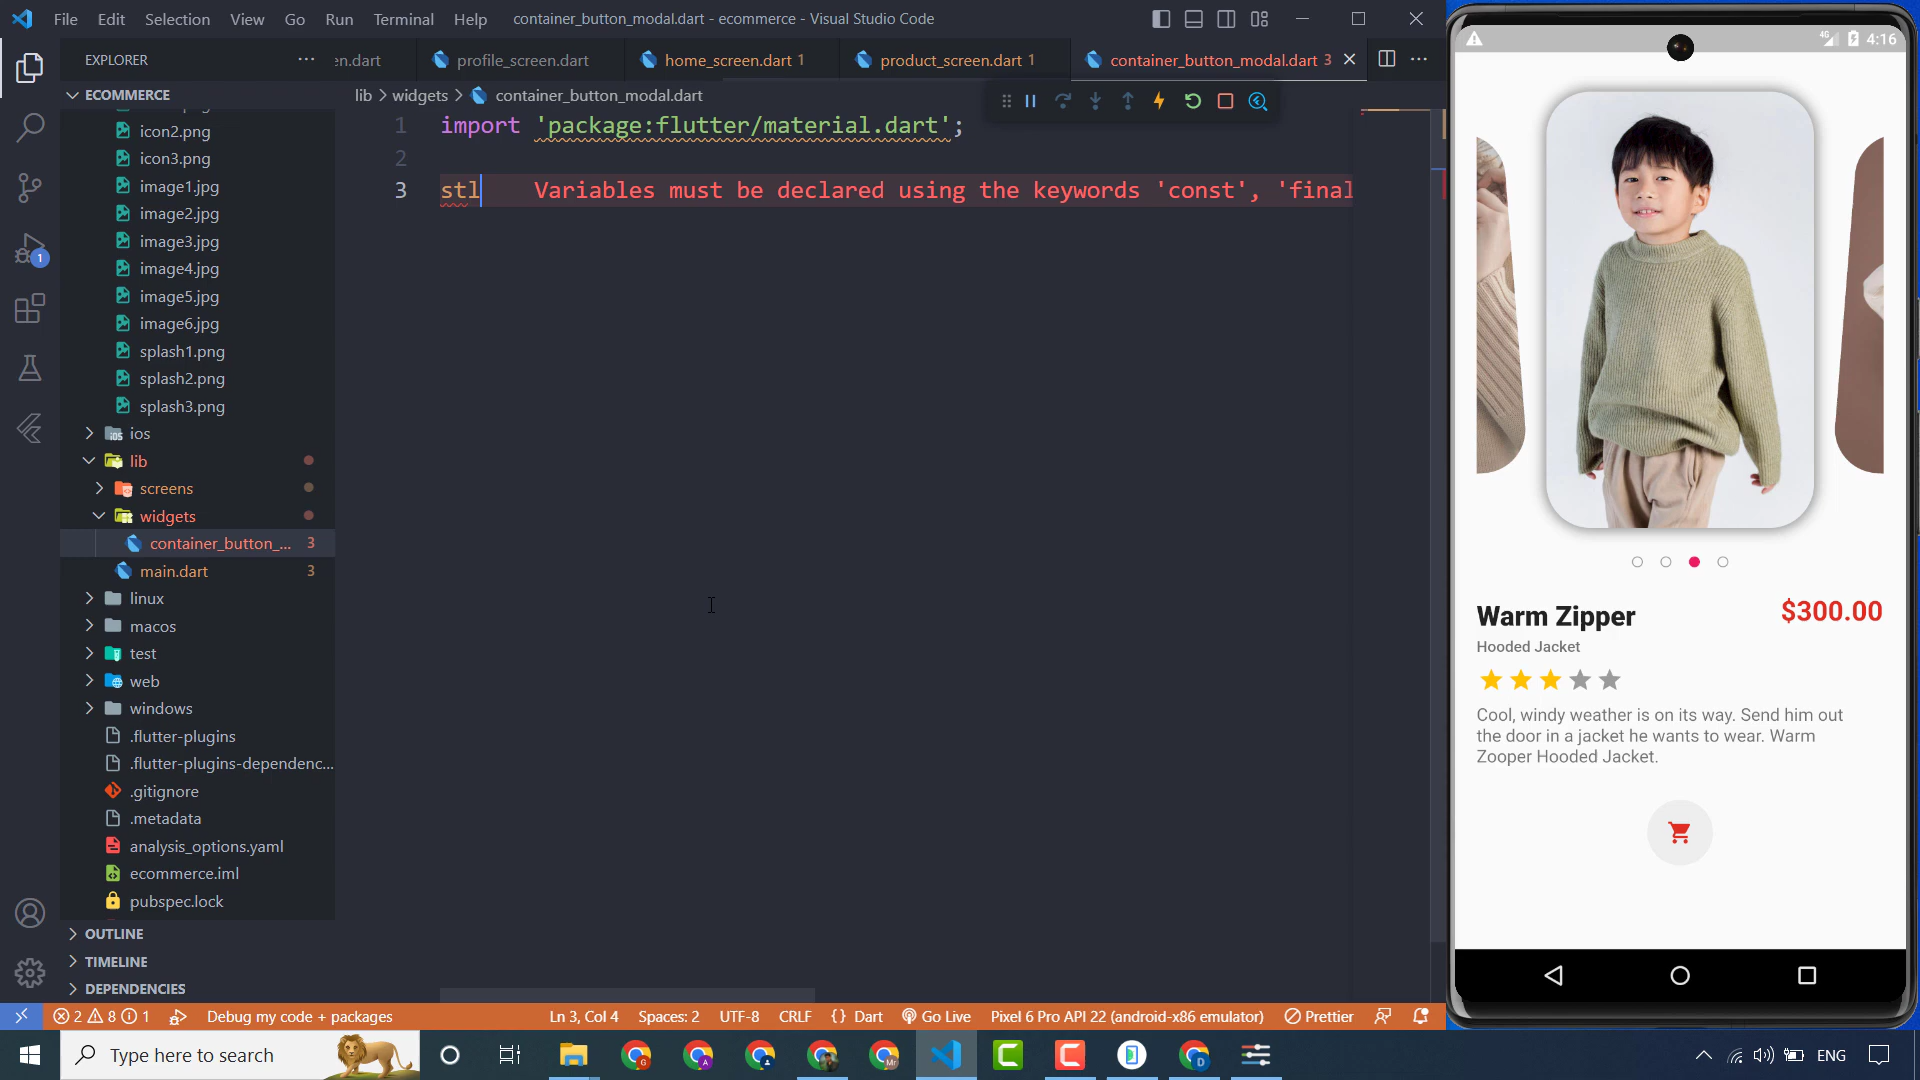 File Edit Selection View Go Run Terminal Help container_button_modal.dart - ecommerce - Visual Studio Code
EXPLORER
en.dart profile_screen.dart home_screen.dart 1 product_screen.dart 1 container_button_modal.dart 3
ECOMMERCE
lib > widgets > container_button_modal.dart
1 import 'package:flutter/material.dart';
2
3 stl Variables must be declared using the keywords 'const', 'final
icon2.png
icon3.png
image1.jpg
image2.jpg
image3.jpg
image4.jpg
image5.jpg
image6.jpg
splash1.png
splash2.png
splash3.png
ios
lib
screens
widgets
container_button_... 3
main.dart 3
linux
macos
test
web
windows
.flutter-plugins
.flutter-plugins-dependenc...
.gitignore
.metadata
analysis_options.yaml
ecommerce.iml
pubspec.lock
OUTLINE
TIMELINE
DEPENDENCIES
1
2 8 1 Debug my code + packages Ln 3, Col 4 Spaces: 2 UTF-8 CRLF {} Dart Go Live Pixel 6 Pro API 22 (android-x86 emulator) Prettier
Type here to search
ENG
4G 4:16
Warm Zipper
$300.00
Hooded Jacket
Cool, windy weather is on its way. Send him out
the door in a jacket he wants to wear. Warm
Zooper Hooded Jacket.